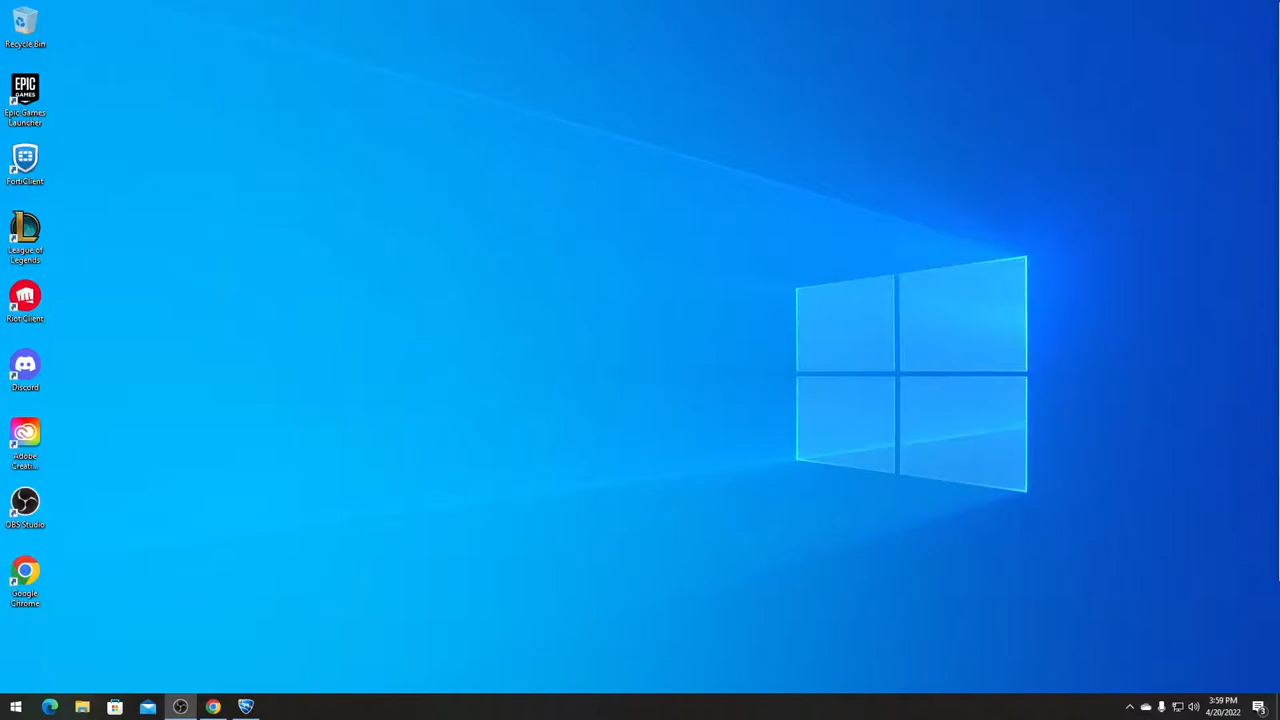 Recycle Bin
EPIC
GAMES
Epic Games
Launcher
FortiClient
League of
Legends
Riot Client
Discord
Adobe
Creati...
OBS Studio
Google
Chrome
3:59 PM
4/20/2022
3